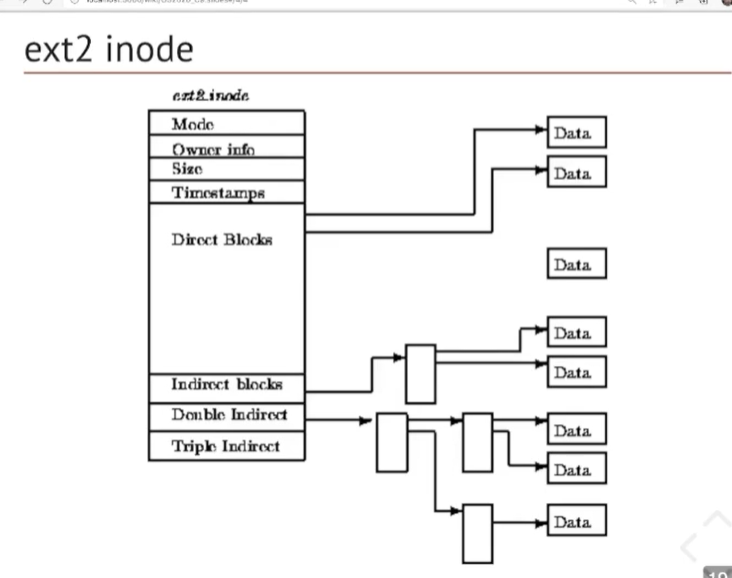 ext2 inode
ext2_inode
Mode
Owner info
Size
Timestamps
Direct Blocks
Indirect blocks
Double Indirect
Triple Indirect
Data
Data
Data
Data
Data
Data
Data
Data